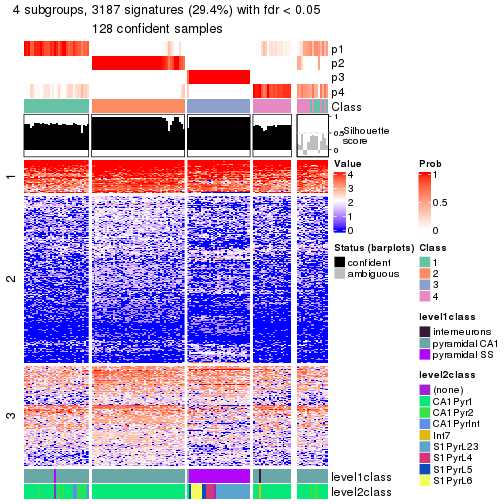 4 subgroups, 3187 signatures (29.4%) with fdr < 0.05
128 confident samples
p1
p2
p3
p4
Class
1
0.5
0
Silhouette
score
1
2
3
level1class
level2class
Value
4
3
2
1
0
Prob
1
0.5
0
Status (barplots)
confident
ambiguous
Class
1
2
3
4
level1class
interneurons
pyramidal CA1
pyramidal SS
level2class
(none)
CA1Pyr1
CA1Pyr2
CA1PyrInt
Int7
S1PyrL23
S1PyrL4
S1PyrL5
S1PyrL6